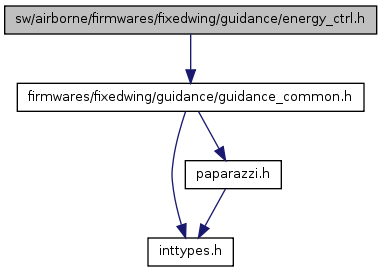 sw/airborne/firmwares/fixedwing/guidance/energy_ctrl.h
firmwares/fixedwing/guidance/guidance_common.h
paparazzi.h
inttypes.h